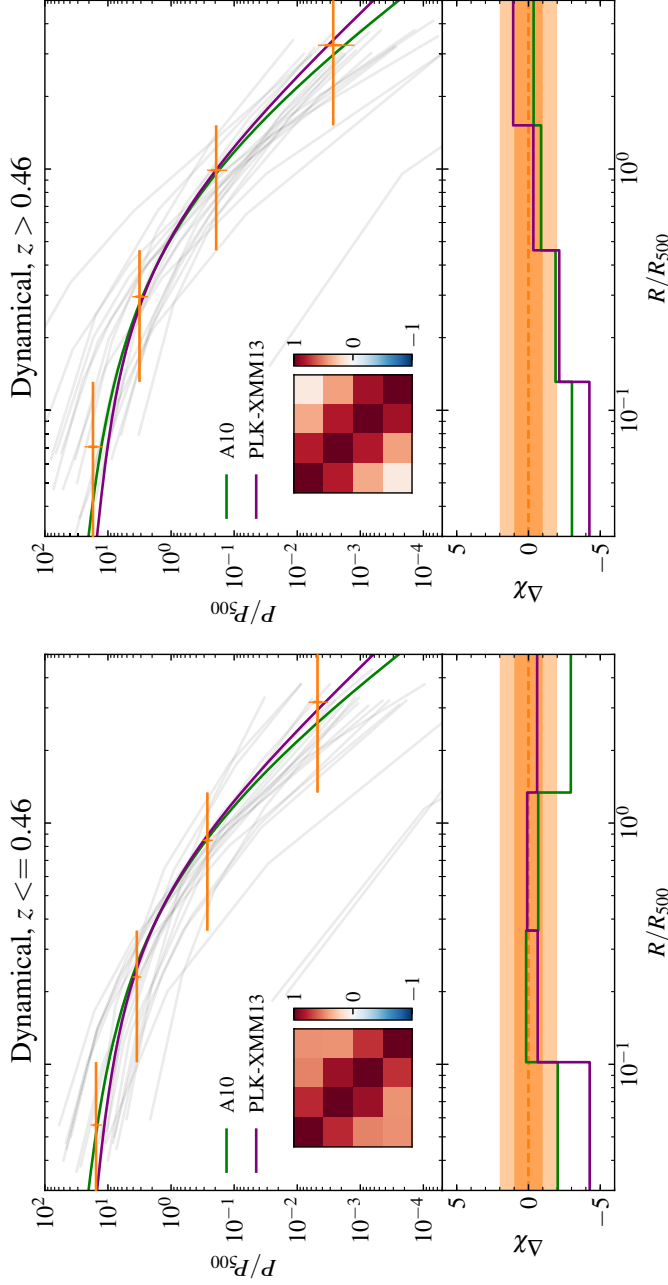 Dynamical, z <= 0.46
P/P₅₀₀
10²
10¹
10⁰
10⁻¹
10⁻²
10⁻³
10⁻⁴
A10
PLK-XMM13
1
0
−1
Δχ
5
0
−5
10⁻¹
10⁰
R/R₅₀₀
Dynamical, z > 0.46
P/P₅₀₀
10²
10¹
10⁰
10⁻¹
10⁻²
10⁻³
10⁻⁴
A10
PLK-XMM13
1
0
−1
Δχ
5
0
−5
10⁻¹
10⁰
R/R₅₀₀